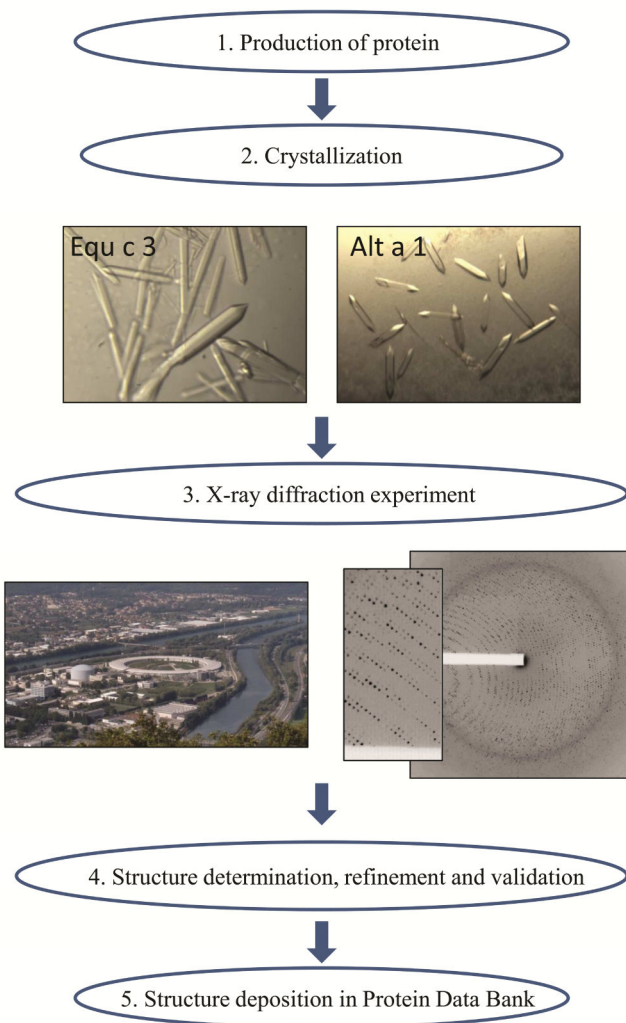 1. Production of protein
2. Crystallization
Equ c 3
Alt a 1
3. X-ray diffraction experiment
4. Structure determination, refinement and validation
5. Structure deposition in Protein Data Bank